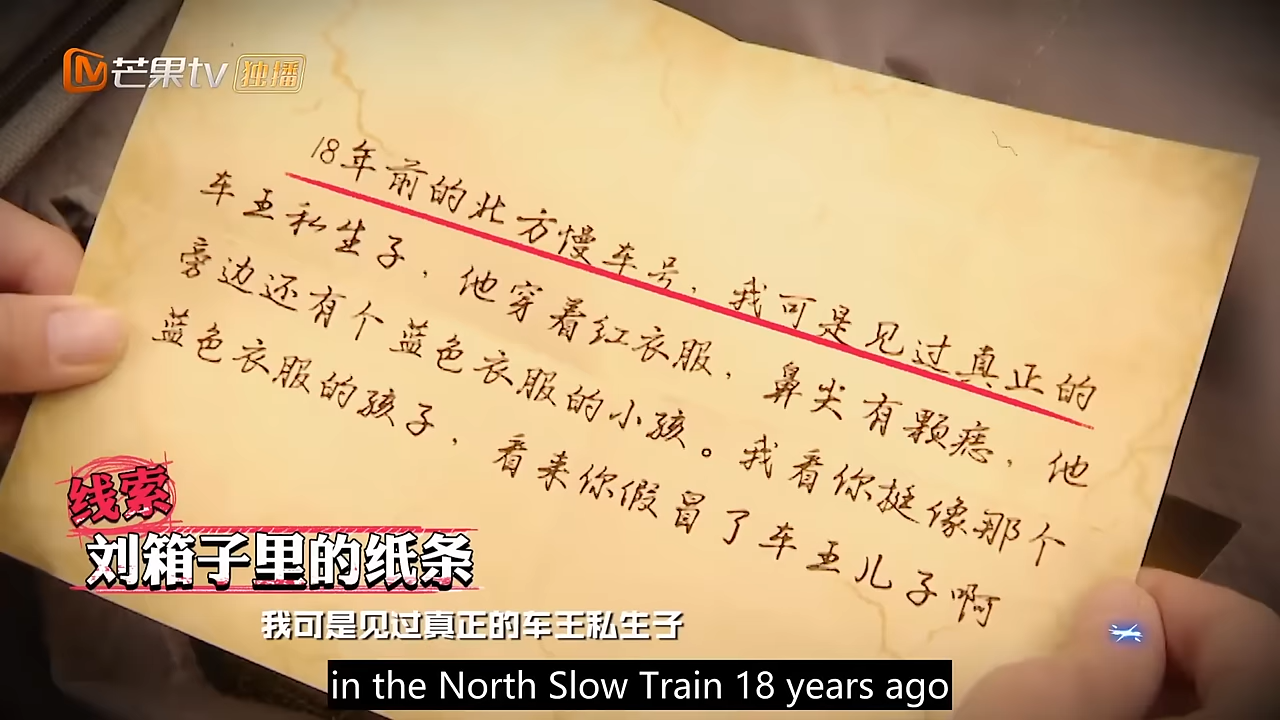 芒果tv 独播
18年前的北方慢车号，我可是见过真正的
车王私生子，他穿着红衣服，鼻尖有颗痣，他
旁边还有个蓝色衣服的小孩。我看你挺像那个
蓝色衣服的孩子，看来你假冒了车王儿子啊
线索
刘箱子里的纸条
我可是见过真正的车王私生子
in the North Slow Train 18 years ago